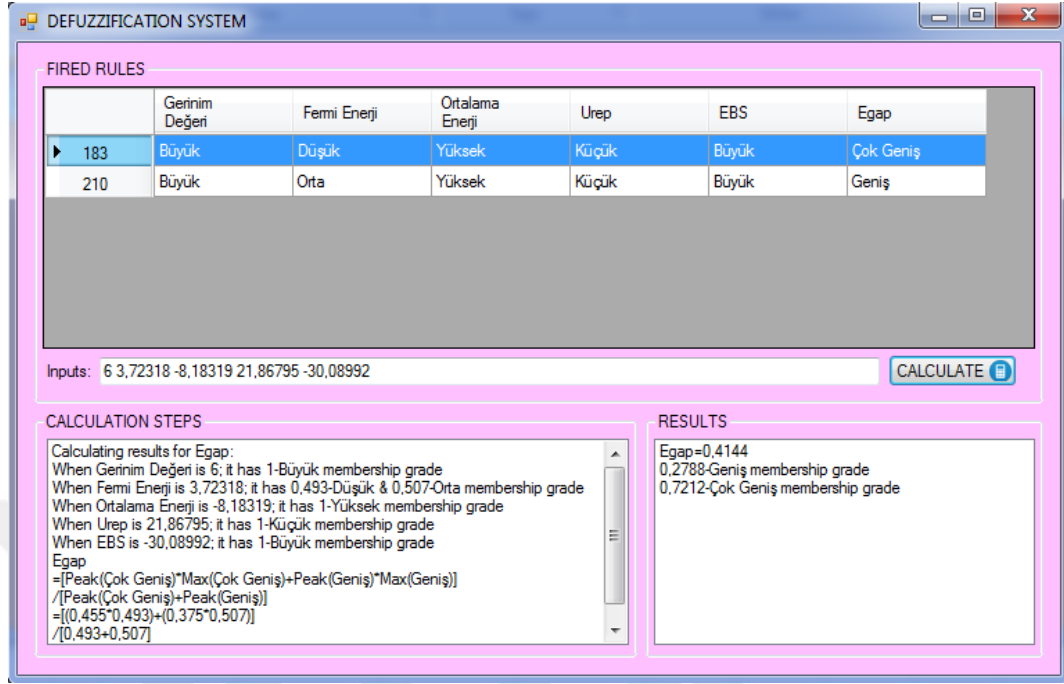 DEFUZZIFICATION SYSTEM
FIRED RULES
Gerinim Değeri Fermi Enerji Ortalama Enerji Urep EBS Egap
183 Büyük Düşük Yüksek Küçük Büyük Çok Geniş
210 Büyük Orta Yüksek Küçük Büyük Geniş
Inputs: 6 3,72318 -8,18319 21,86795 -30,08992 CALCULATE
CALCULATION STEPS
Calculating results for Egap:
When Gerinim Değeri is 6; it has 1-Büyük membership grade
When Fermi Enerji is 3,72318; it has 0,493-Düşük & 0,507-Orta membership grade
When Ortalama Enerji is -8,18319; it has 1-Yüksek membership grade
When Urep is 21,86795; it has 1-Küçük membership grade
When EBS is -30,08992; it has 1-Büyük membership grade
Egap
=[Peak(Çok Geniş)*Max(Çok Geniş)+Peak(Geniş)*Max(Geniş)]
/[Peak(Çok Geniş)+Peak(Geniş)]
=[(0,455*0,493)+(0,375*0,507)]
/[0,493+0,507]
RESULTS
Egap=0,4144
0,2788-Geniş membership grade
0,7212-Çok Geniş membership grade